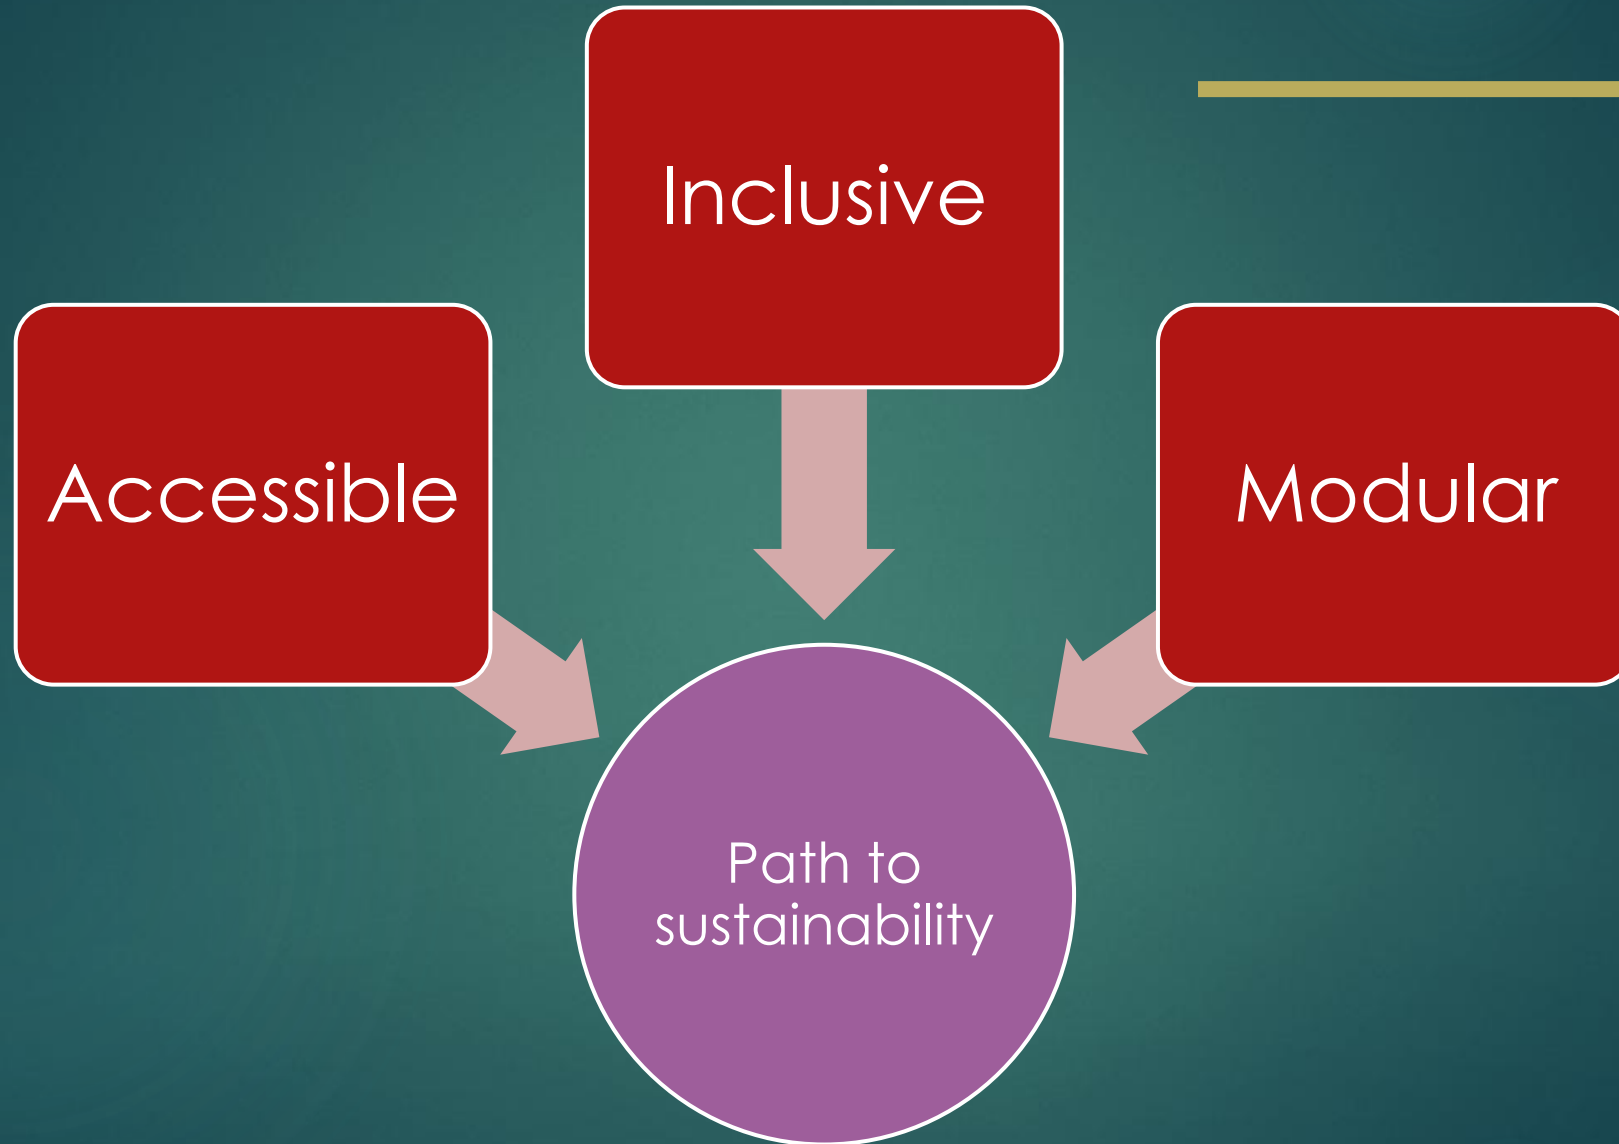 Inclusive
Accessible
Modular
Path to
sustainability